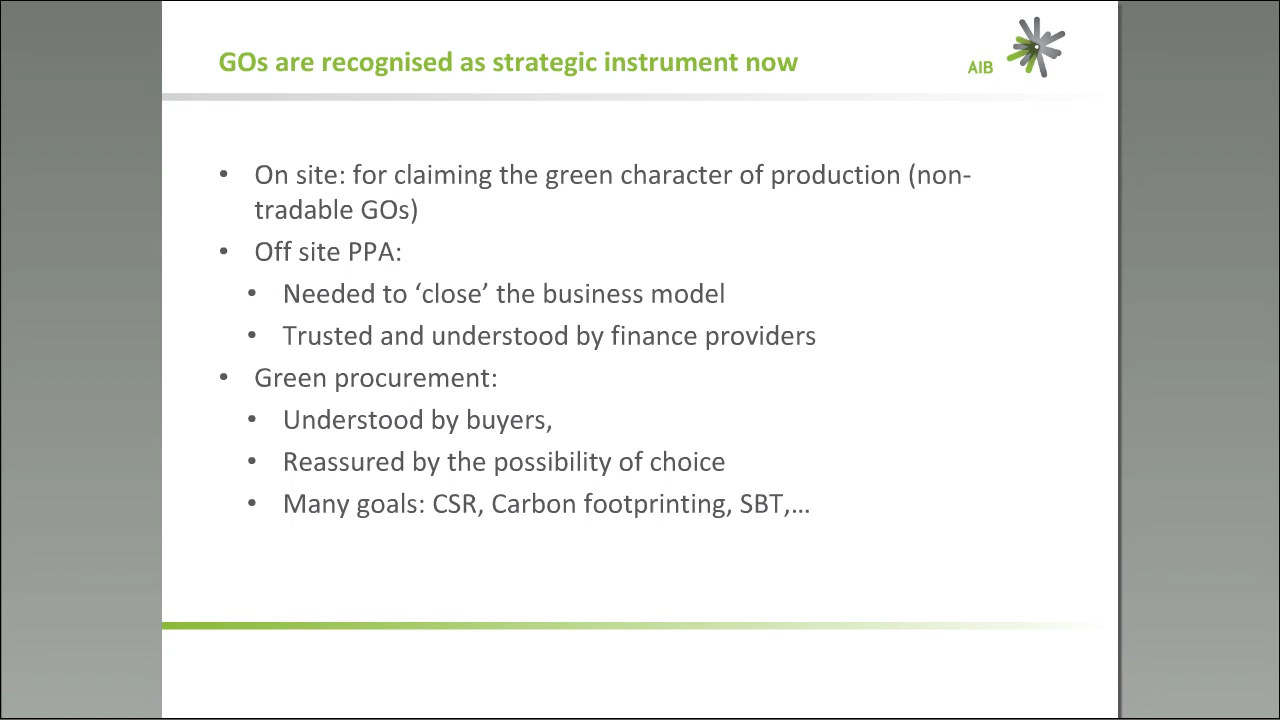 GOs are recognised as strategic instrument now
AIB
• On site: for claiming the green character of production (non-
tradable GOs)
• Off site PPA:
• Needed to ‘close’ the business model
• Trusted and understood by finance providers
• Green procurement:
• Understood by buyers,
• Reassured by the possibility of choice
• Many goals: CSR, Carbon footprinting, SBT,...